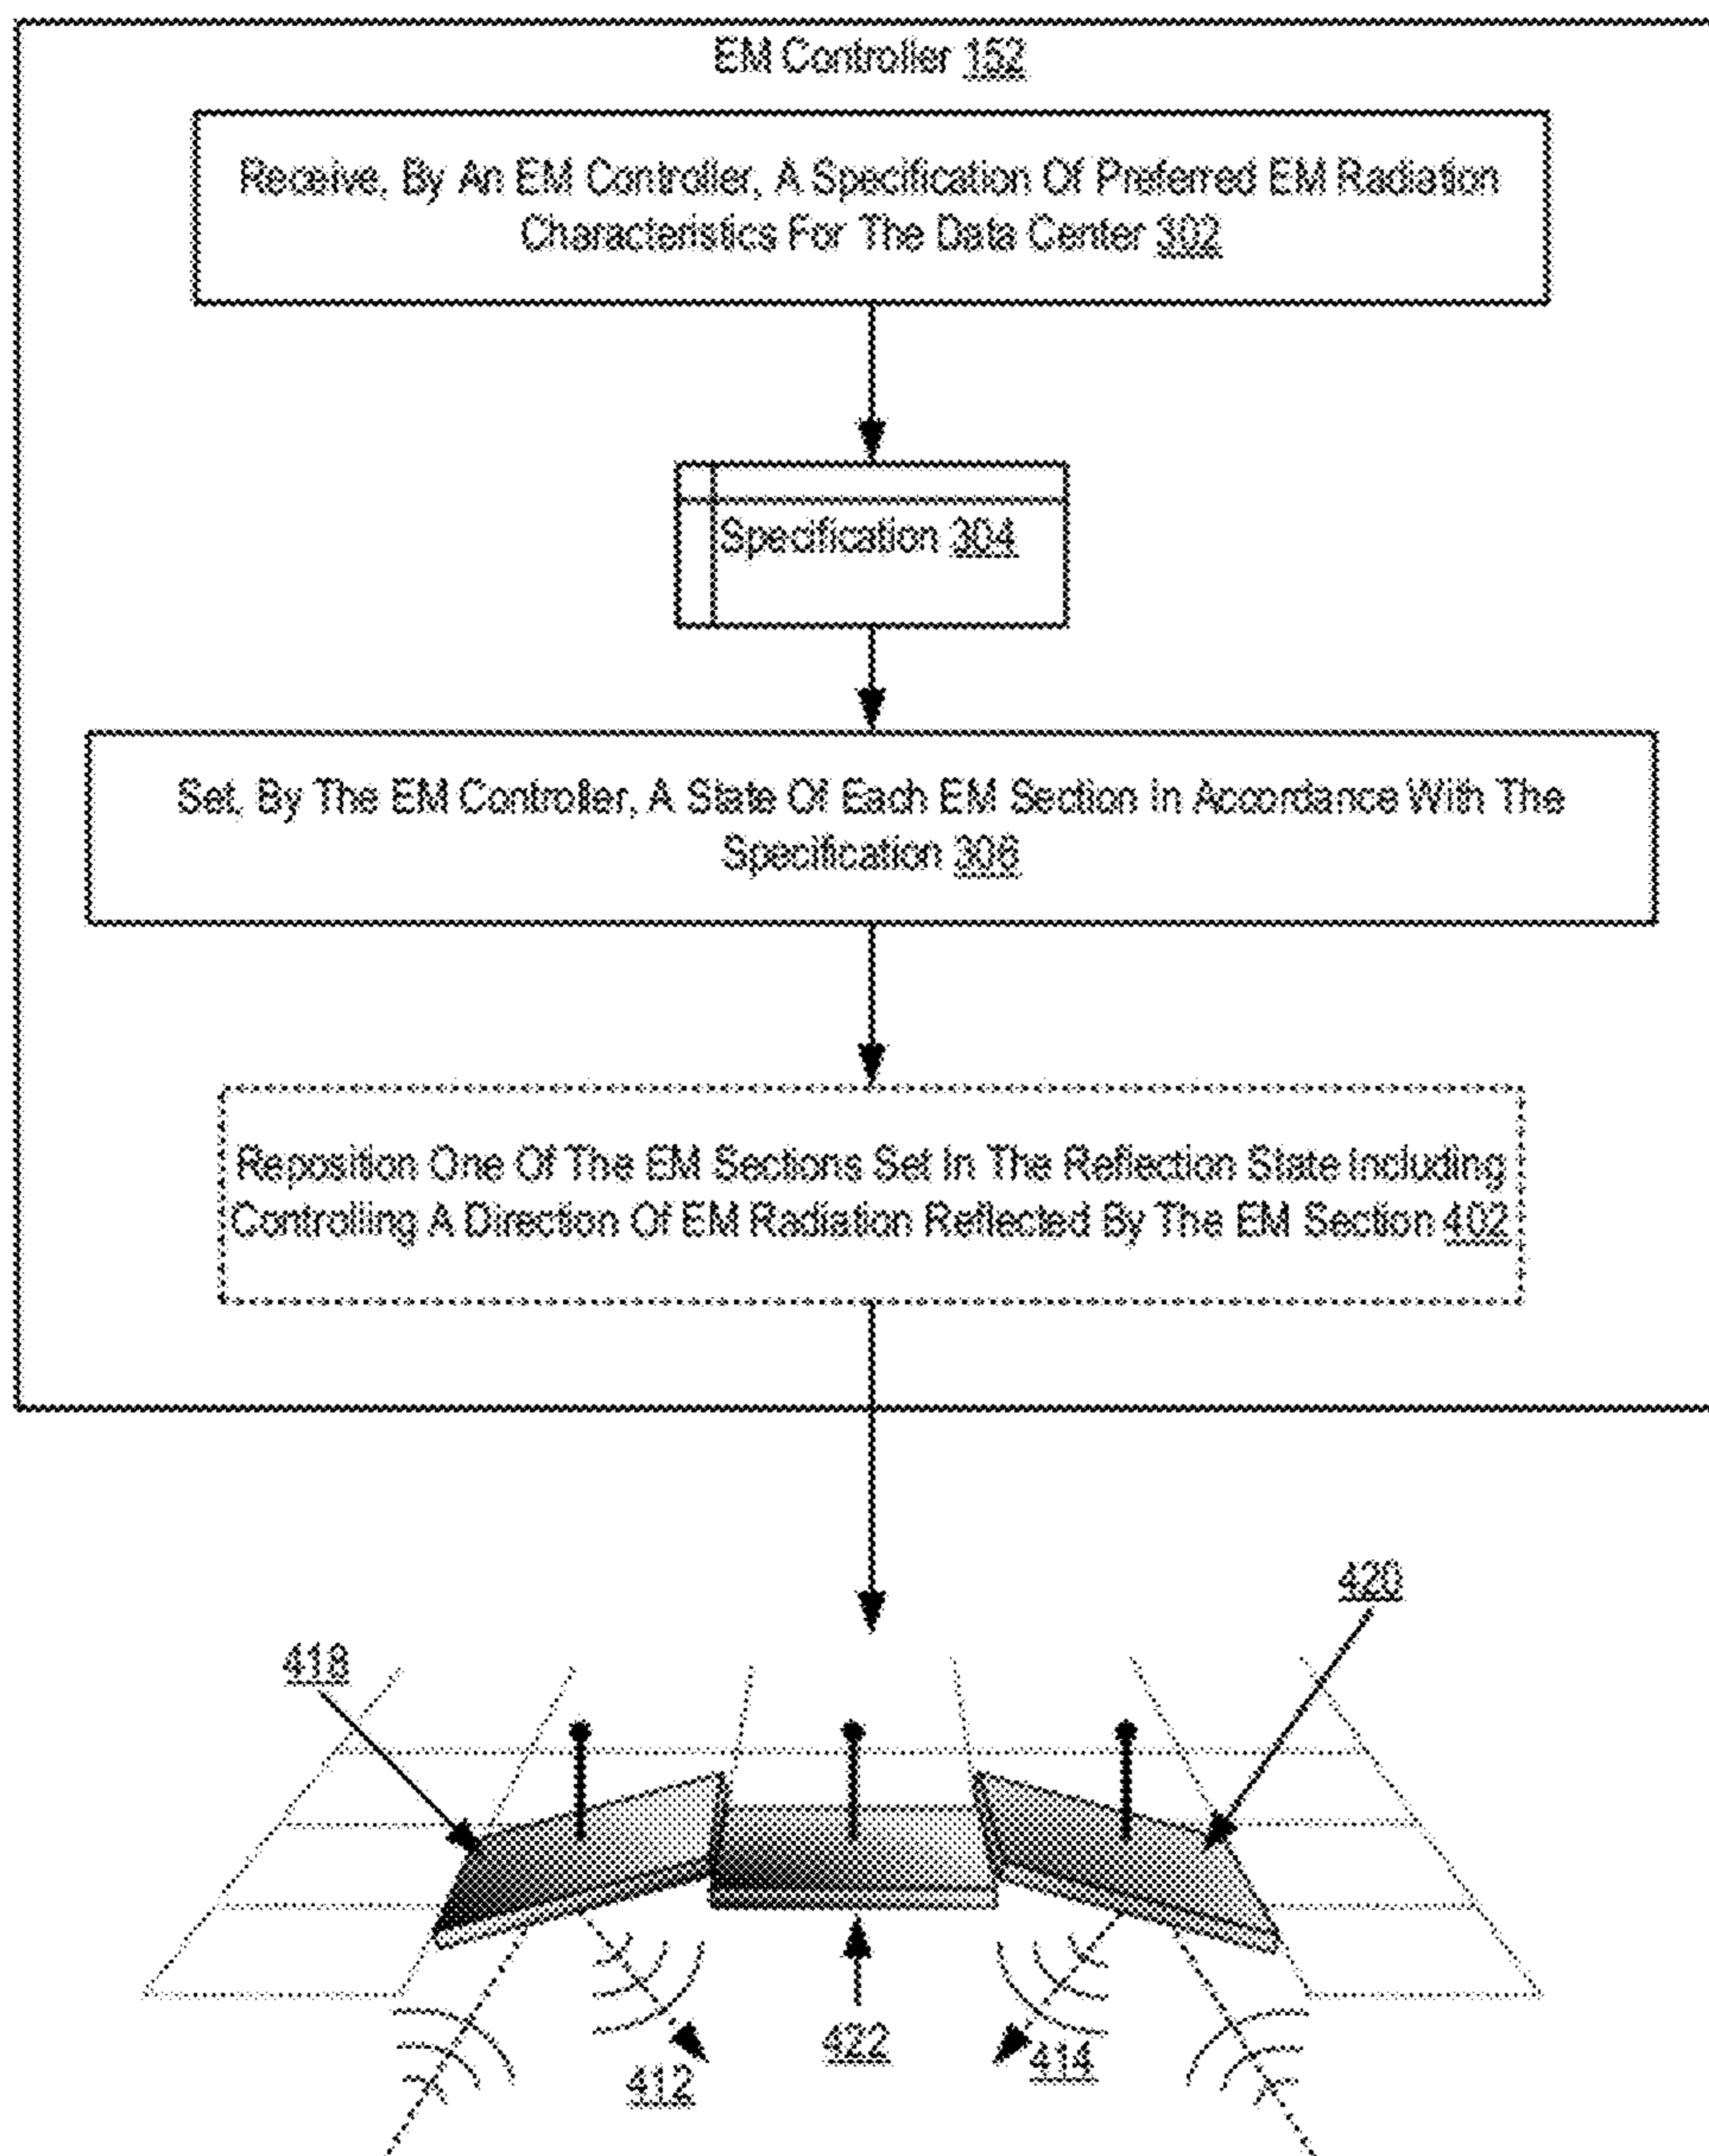 EM Controller 152
Receive, By An EM Controller, A Specification Of Preferred EM Radiation
Characteristics For The Data Center 302
Specification 304
Set, By The EM Controller, A State Of Each EM Section In Accordance With The
Specification 306
Reposition One Of The EM Sections Set In The Reflection State Including
Controlling A Direction Of EM Radiation Reflected By The EM Section 402
420
418
422
414
412